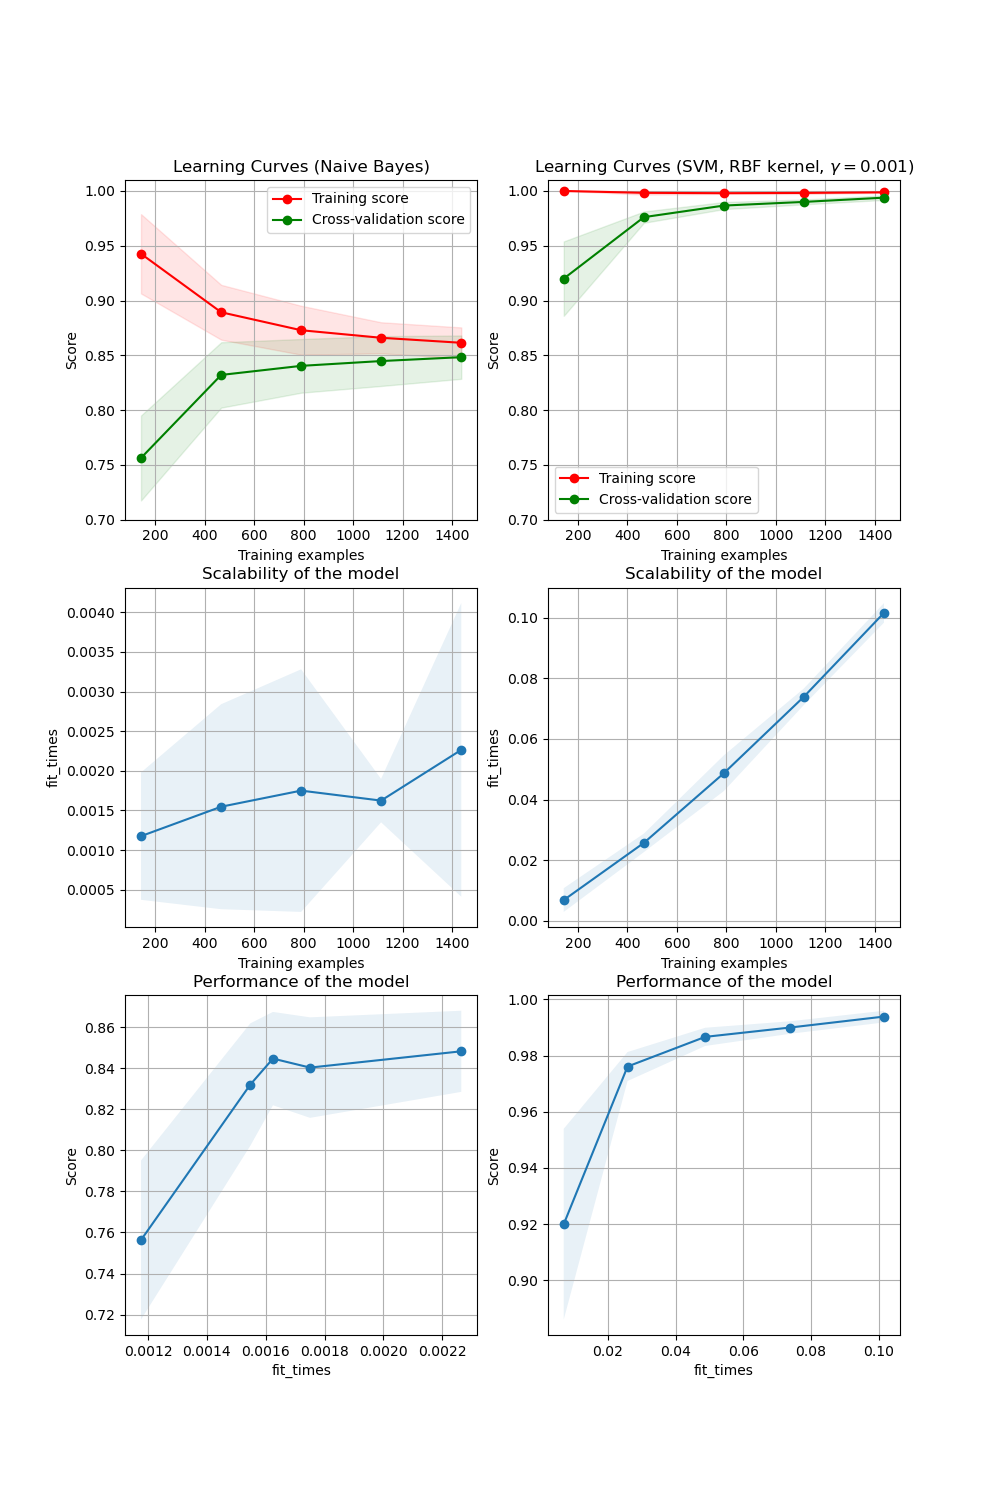 Learning Curves (Naive Bayes)
Score
1.00
0.95
0.90
0.85
0.80
0.75
0.70
Training score
Cross-validation score
200 400 600 800 1000 1200 1400
Training examples
Learning Curves (SVM, RBF kernel, γ = 0.001)
Score
1.00
0.95
0.90
0.85
0.80
0.75
0.70
Training score
Cross-validation score
200 400 600 800 1000 1200 1400
Training examples
Scalability of the model
fit_times
0.0040
0.0035
0.0030
0.0025
0.0020
0.0015
0.0010
0.0005
200 400 600 800 1000 1200 1400
Training examples
Scalability of the model
fit_times
0.10
0.08
0.06
0.04
0.02
0.00
200 400 600 800 1000 1200 1400
Training examples
Performance of the model
Score
0.86
0.84
0.82
0.80
0.78
0.76
0.74
0.72
0.0012 0.0014 0.0016 0.0018 0.0020 0.0022
fit_times
Performance of the model
Score
1.00
0.98
0.96
0.94
0.92
0.90
0.02 0.04 0.06 0.08 0.10
fit_times